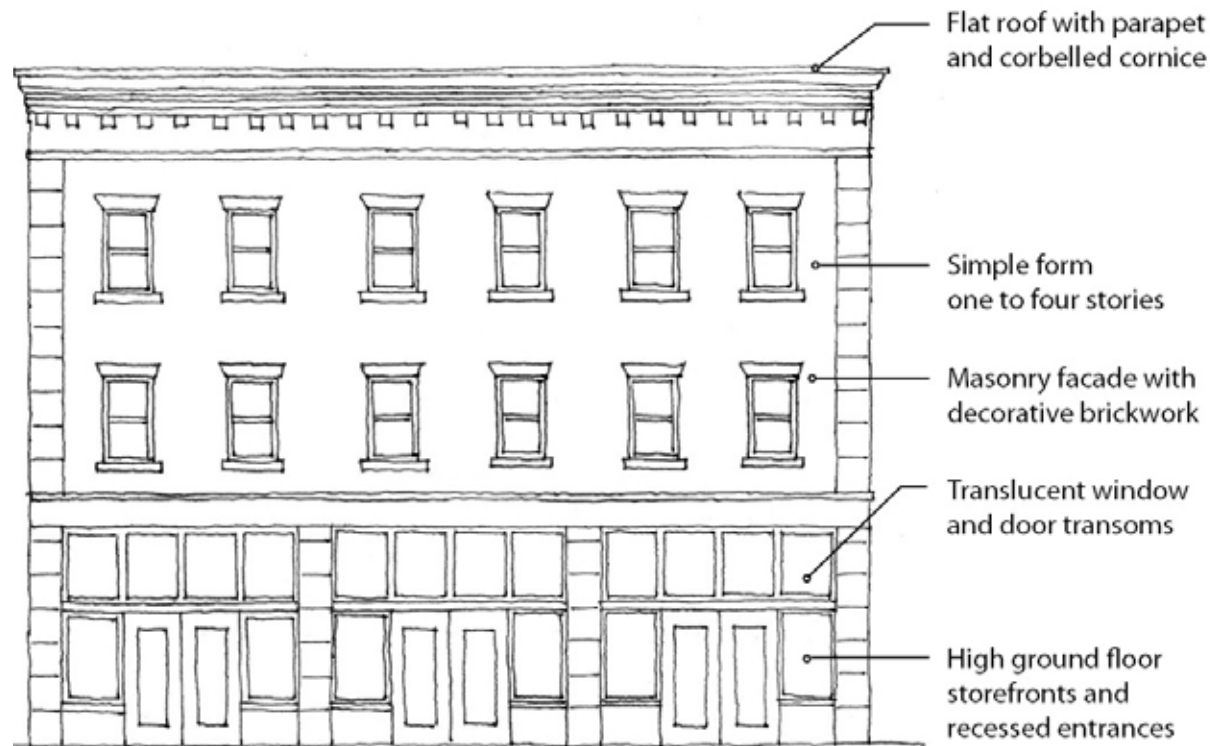 Flat roof with parapet
and corbelled cornice
Simple form
one to four stories
Masonry facade with
decorative brickwork
Translucent window
and door transoms
High ground floor
storefronts and
recessed entrances